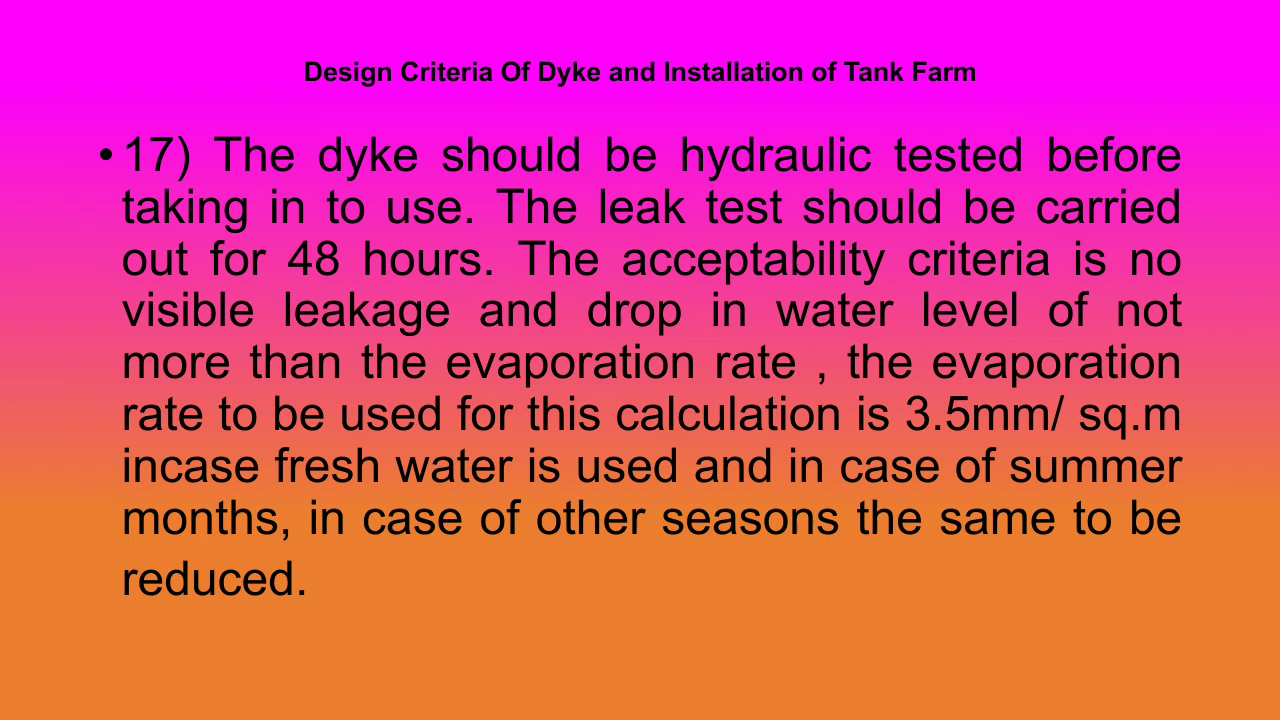 Design Criteria Of Dyke and Installation of Tank Farm
• 17) The dyke should be hydraulic tested before
taking in to use. The leak test should be carried
out for 48 hours. The acceptability criteria is no
visible leakage and drop in water level of not
more than the evaporation rate , the evaporation
rate to be used for this calculation is 3.5mm/ sq.m
incase fresh water is used and in case of summer
months, in case of other seasons the same to be
reduced.